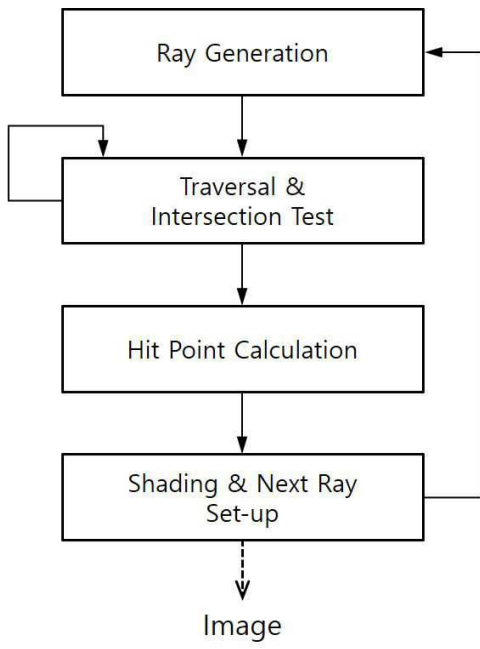 Ray Generation
Traversal &
Intersection Test
Hit Point Calculation
Shading & Next Ray
Set-up
Image